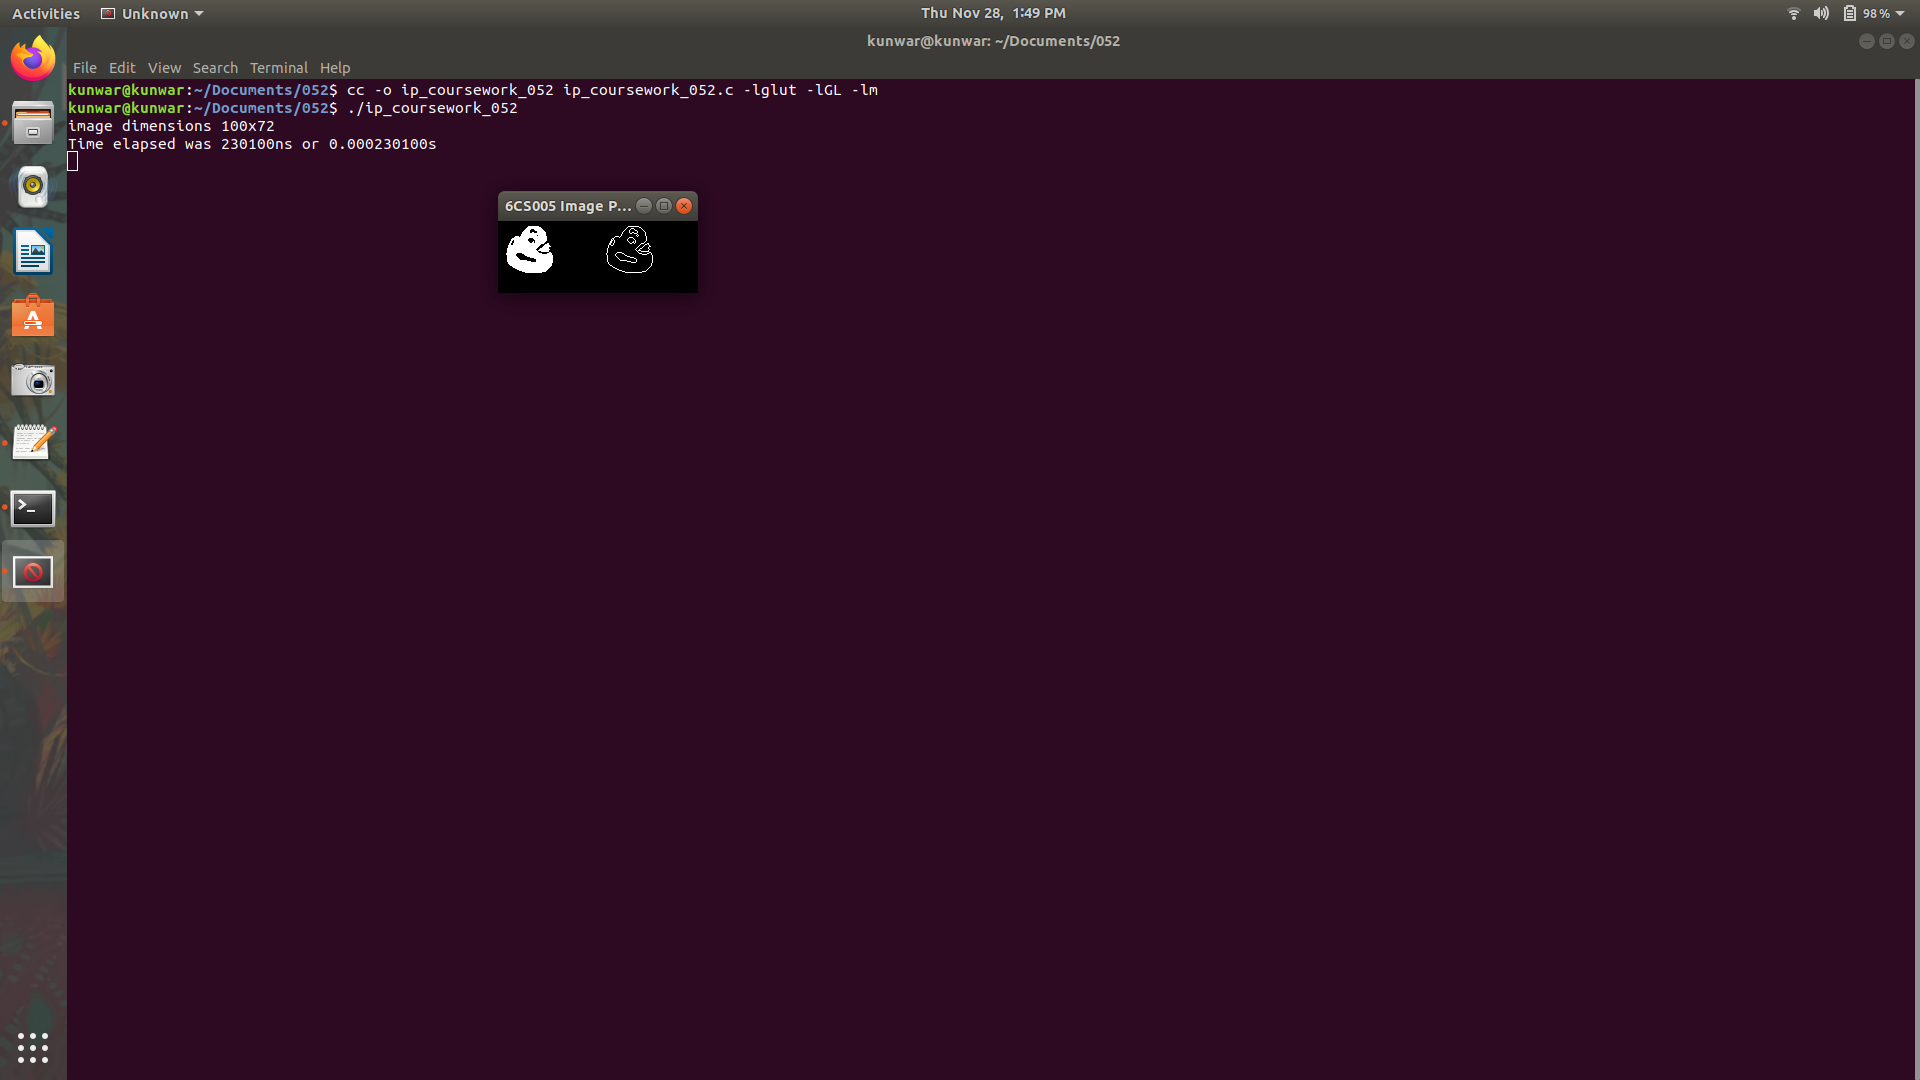 Activities Unknown Thu Nov 28, 1:49 PM 98%
kunwar@kunwar: ~/Documents/052
File Edit View Search Terminal Help
kunwar@kunwar:~/Documents/052$ cc -o ip_coursework_052 ip_coursework_052.c -lglut -lGL -lm
kunwar@kunwar:~/Documents/052$ ./ip_coursework_052
image dimensions 100x72
Time elapsed was 230100ns or 0.000230100s
6CS005 Image P...